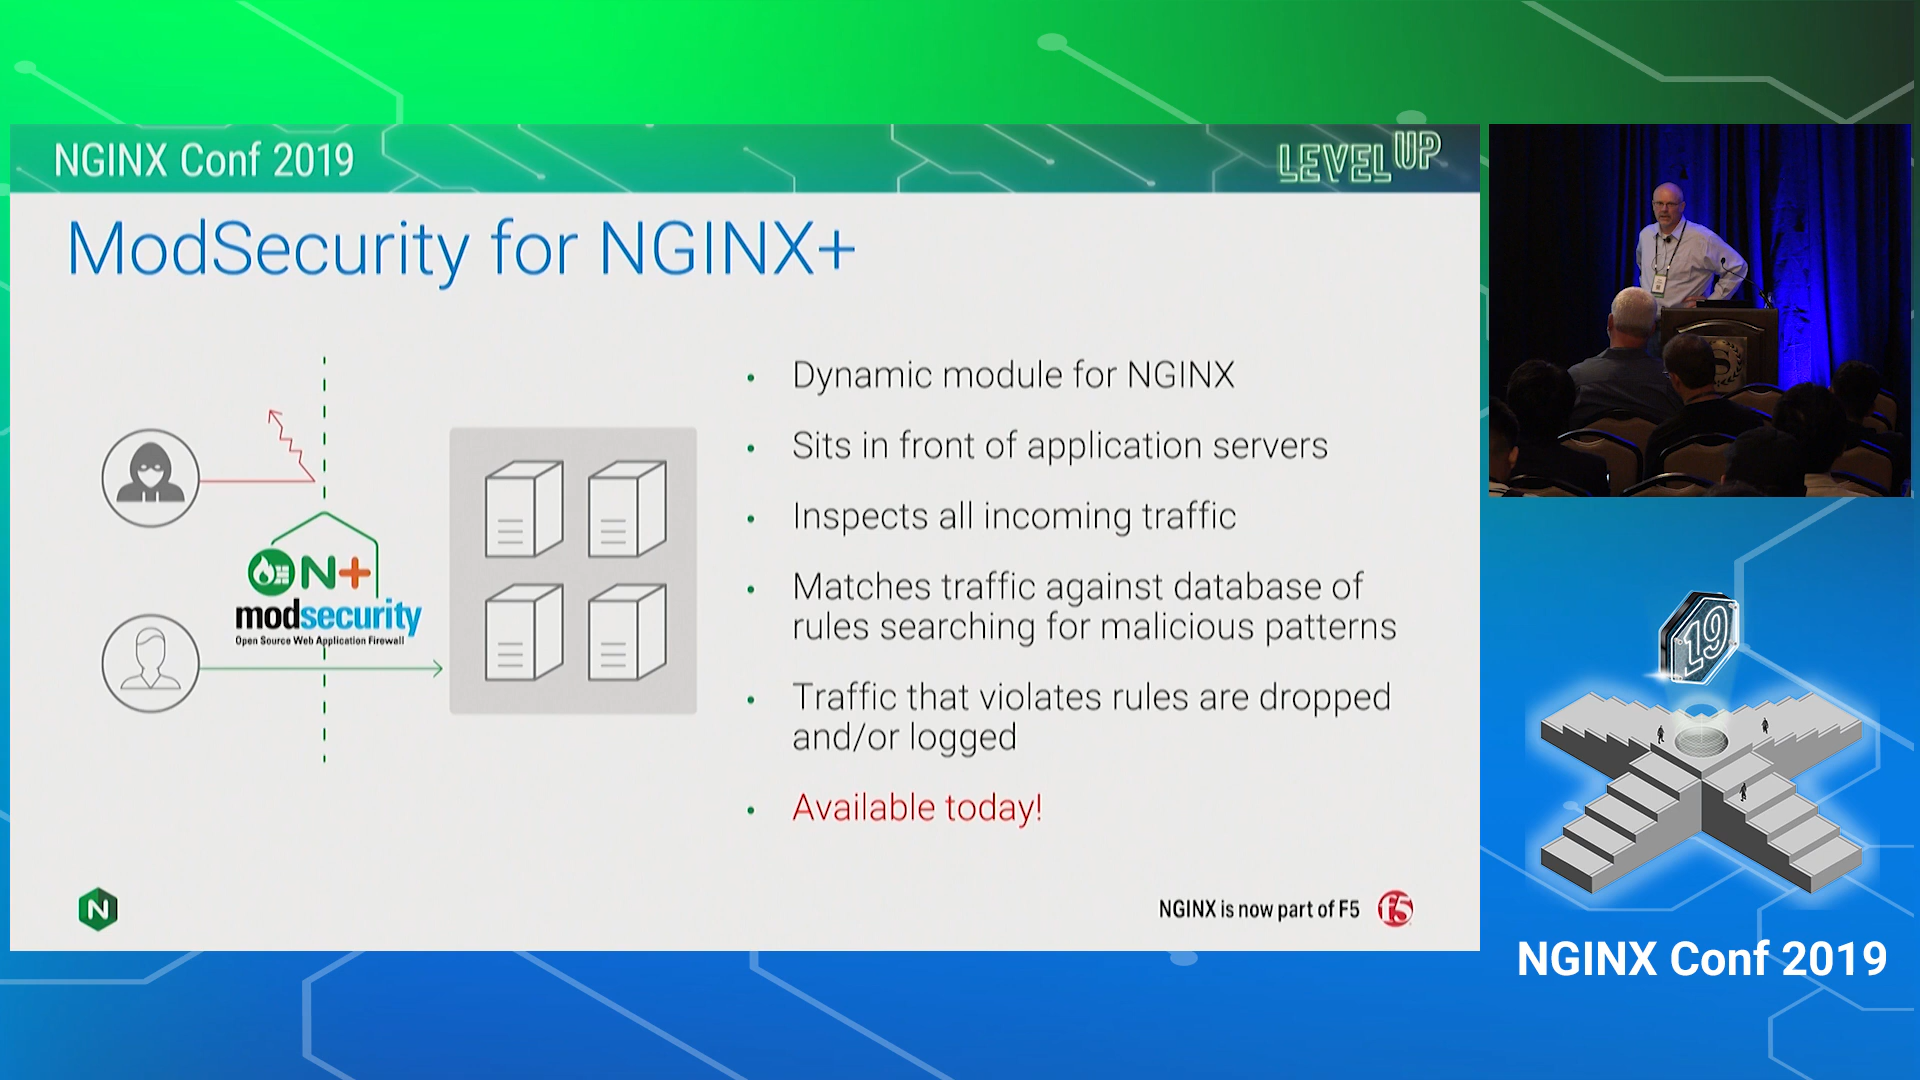 NGINX Conf 2019
LEVEL UP
ModSecurity for NGINX+
N+
modsecurity
Open Source Web Application Firewall
• Dynamic module for NGINX
• Sits in front of application servers
• Inspects all incoming traffic
• Matches traffic against database of
rules searching for malicious patterns
• Traffic that violates rules are dropped
and/or logged
• Available today!
N
NGINX is now part of F5
f5
S
19
NGINX Conf 2019